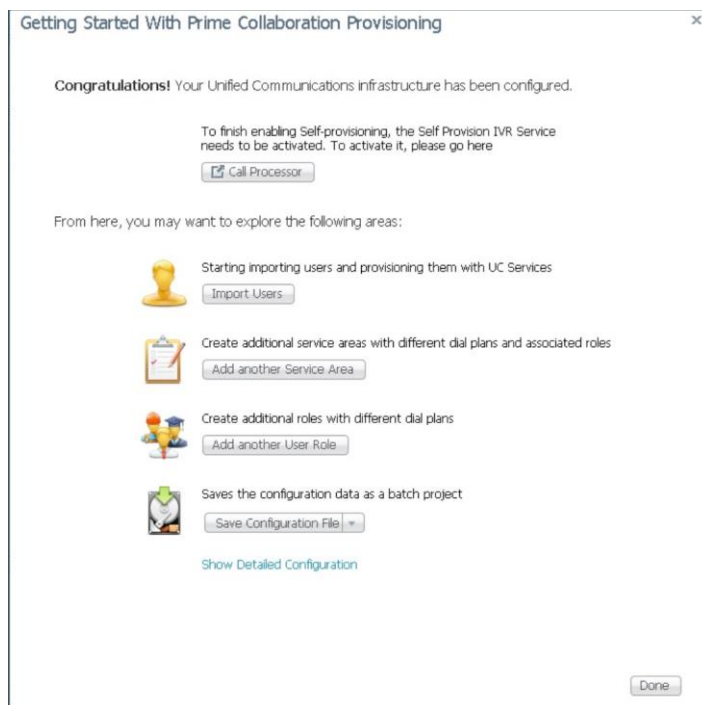 Getting Started With Prime Collaboration Provisioning
Congratulations! Your Unified Communications infrastructure has been configured.
To finish enabling Self-provisioning, the Self Provision IVR Service
needs to be activated. To activate it, please go here
Call Processor
From here, you may want to explore the following areas:
Starting importing users and provisioning them with UC Services
Import Users
Create additional service areas with different dial plans and associated roles
Add another Service Area
Create additional roles with different dial plans
Add another User Role
Saves the configuration data as a batch project
Save Configuration File
Show Detailed Configuration
Done